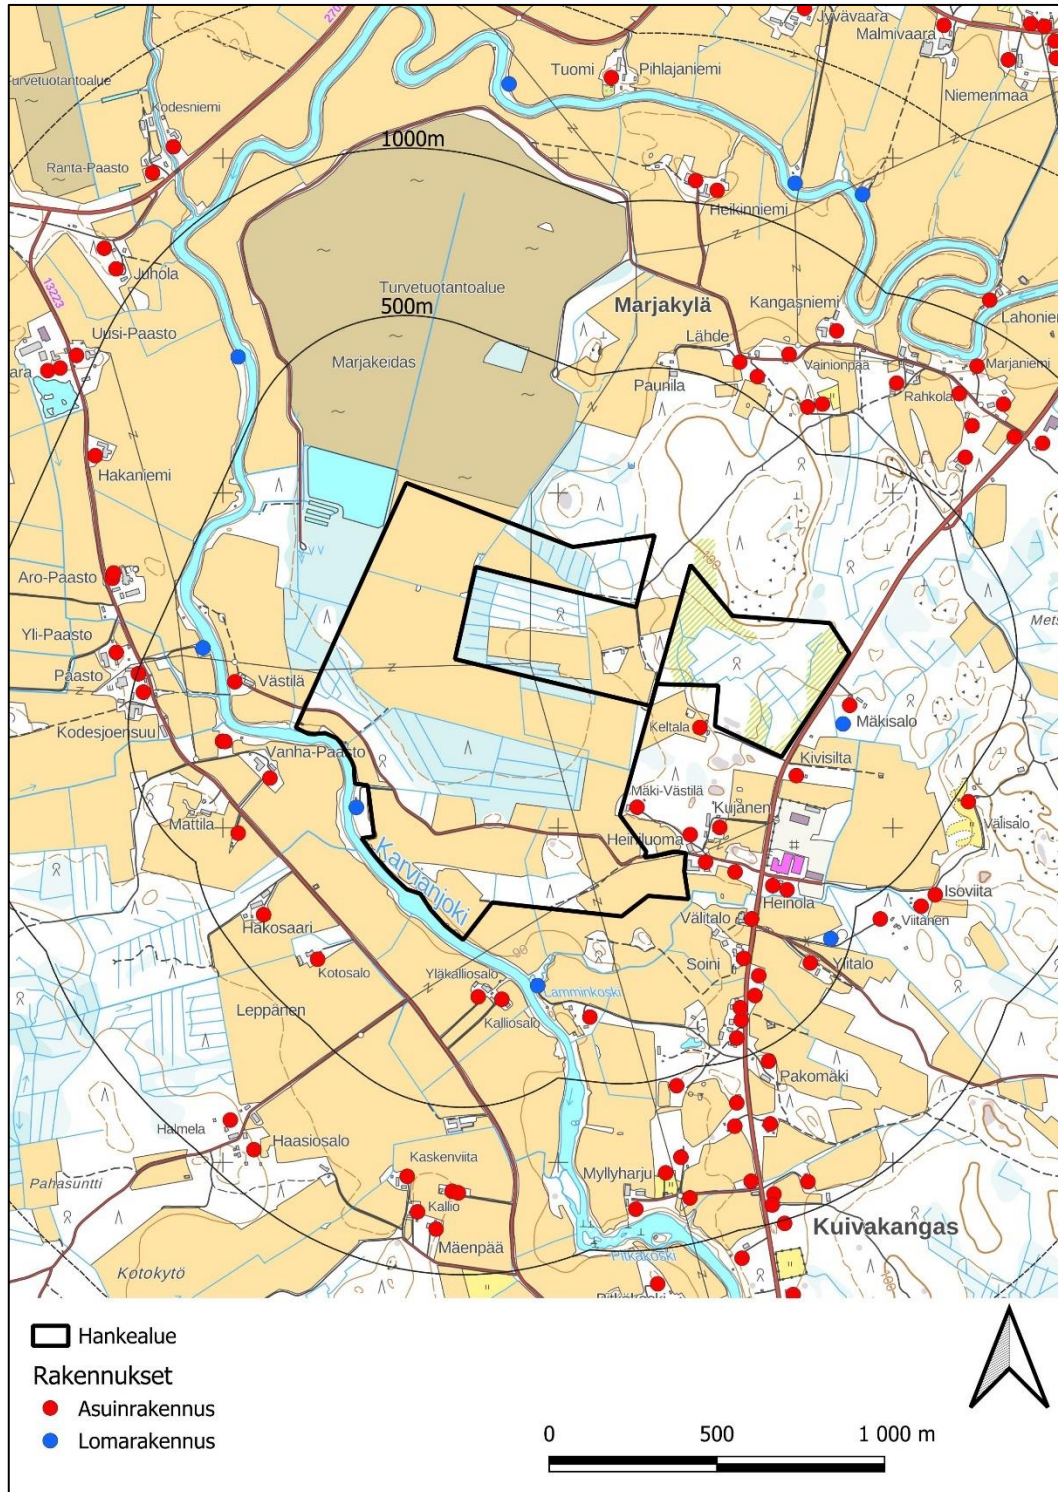 270
Jyvävaara
Malmivaara
Tuomi
Pihlajaniemi
Turvetuotantoalue
Kodesniemi
Niemenmaa
1000m
Ranta-Paasto
Heikinniemi
Juhola
13223
Turvetuotantoalue
500m
Marjakylä
Kangasniemi
Uusi-Paasto
Lähde
Marjakeidas
Paunila
Vainionpää
Marjaniemi
Rahkola
Hakaniemi
Aro-Paasto
Yli-Paasto
Paasto
Västilä
Kodesjoensuu
Vanha-Paasto
Keltala
Mäkisalo
Kivisilta
Mäki-Västilä
Kujanen
Mattila
Heiniluoma
Välisalo
Karvianjoki
Heinola
Isoviita
Viitanen
Hakosaari
Välitalo
Kotosalo
Yläkalliosalo
Soini
Ylitalo
Lamminkoski
Leppänen
Kalliosalo
Pakomäki
Halmela
Haasiosalo
Kaskenviita
Pahasuntti
Myllyharju
Kallio
Mäenpää
Kuivakangas
Pitkäkoski
Kotokytö
Hankealue
Rakennukset
Asuinrakennus
Lomarakennus
0 500 1 000 m